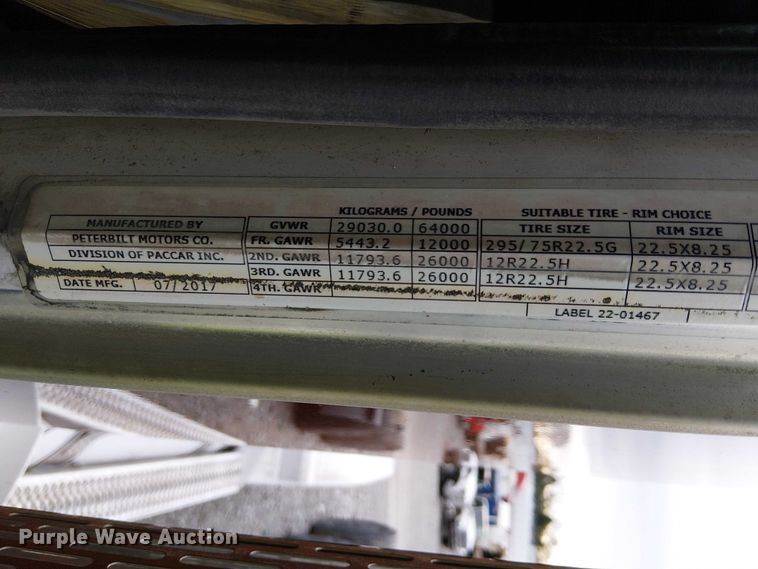 KILOGRAMS / POUNDS SUITABLE TIRE - RIM CHOICE
MANUFACTURED BY GVWR 29030.0 64000 TIRE SIZE RIM SIZE
PETERBILT MOTORS CO. FR. GAWR 5443.2 12000 295/75R22.5G 22.5X8.25
DIVISION OF PACCAR INC. 2ND. GAWR 11793.6 26000 12R22.5H 22.5X8.25
3RD. GAWR 11793.6 26000 12R22.5H 22.5X8.25
DATE MFG. 07/2017 4TH. GAWR
LABEL 22-01467
Purple Wave Auction